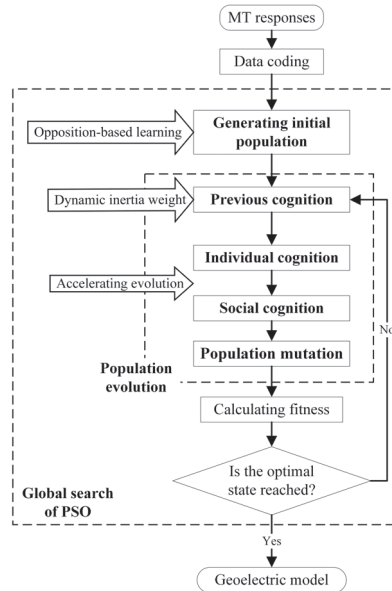 MT responses
Data coding
Opposition-based learning
Generating initial
population
Dynamic inertia weight
Previous cognition
Individual cognition
Accelerating evolution
Social cognition
No
Population mutation
Population
evolution
Calculating fitness
Is the optimal
state reached?
Global search
of PSO
Yes
Geoelectric model